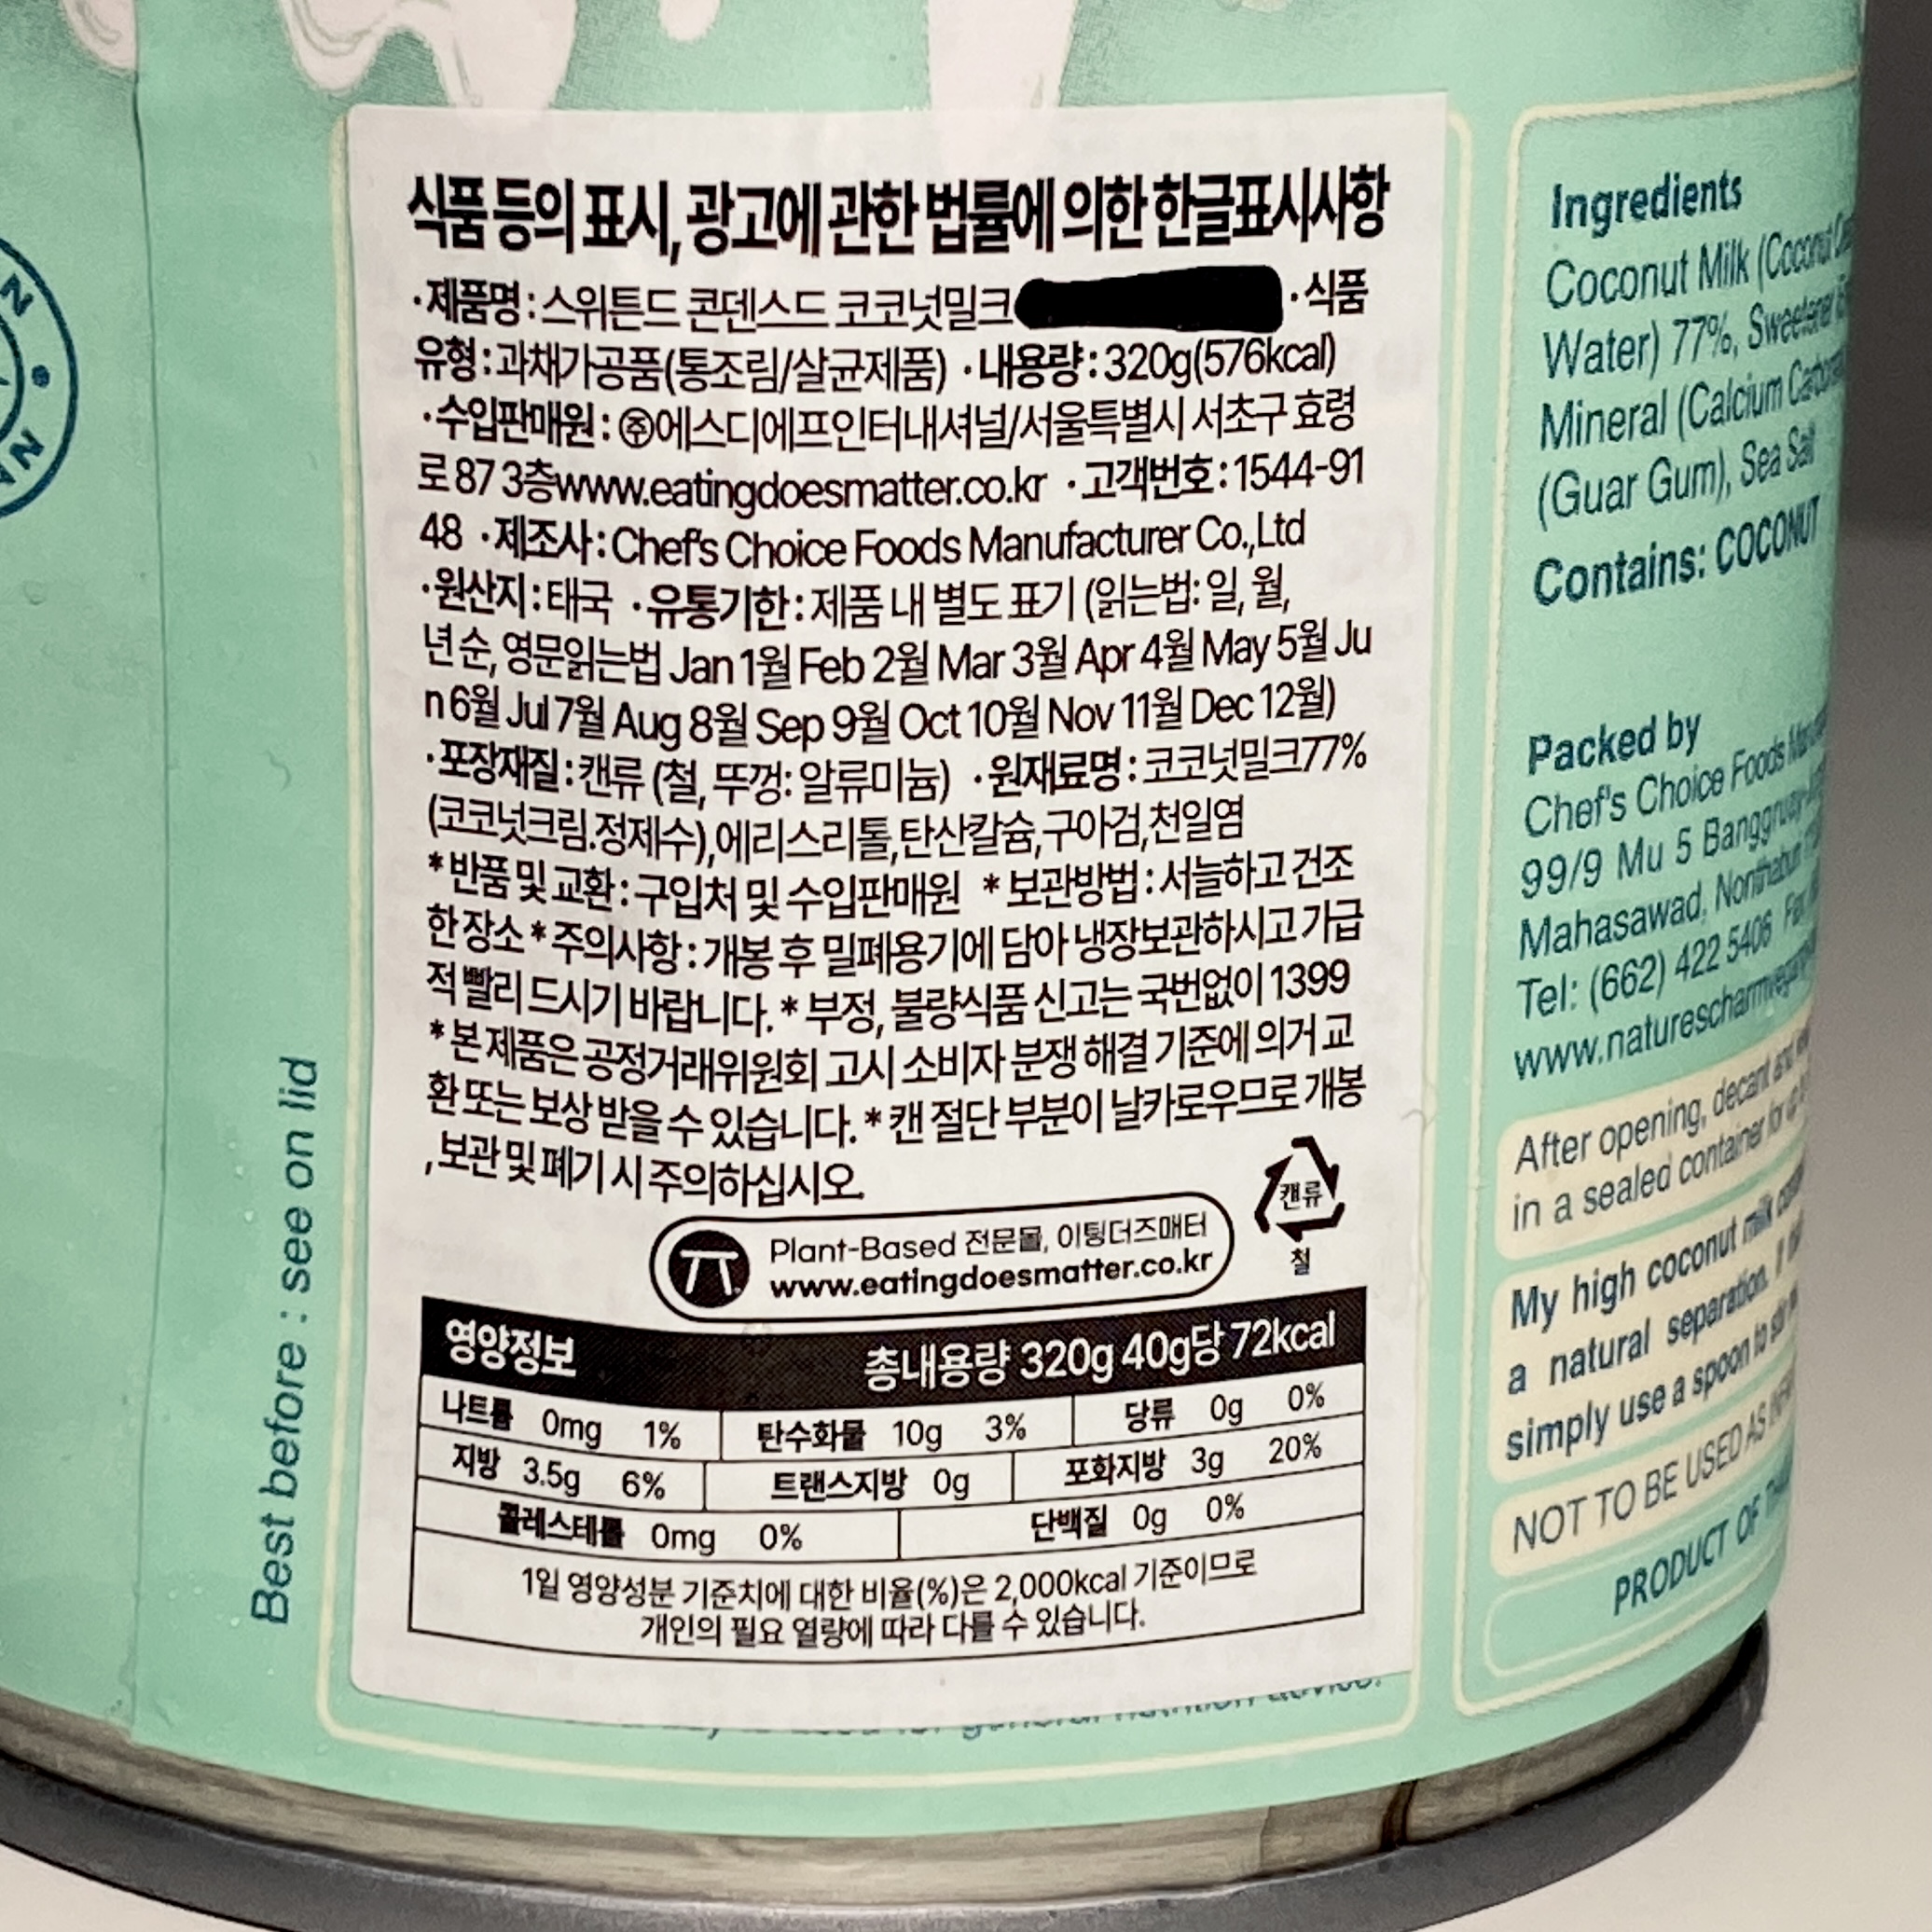 식품 등의 표시, 광고에 관한 법률에 의한 한글표시사항
·제품명 : 스위튼드 콘덴스드 코코넛밀크 ·식품
유형 : 과채가공품(통조림/살균제품) ·내용량 : 320g(576kcal)
·수입판매원 : ㈜에스디에프인터내셔널/서울특별시 서초구 효령
로 87 3층www.eatingdoesmatter.co.kr ·고객번호 : 1544-91
48 ·제조사 : Chef's Choice Foods Manufacturer Co.,Ltd
·원산지 : 태국 ·유통기한 : 제품 내 별도 표기 (읽는법: 일, 월,
년 순, 영문읽는법 Jan 1월 Feb 2월 Mar 3월 Apr 4월 May 5월 Ju
n 6월 Jul 7월 Aug 8월 Sep 9월 Oct 10월 Nov 11월 Dec 12월)
·포장재질 : 캔류 (철, 뚜껑: 알류미늄) ·원재료명 : 코코넛밀크77%
(코코넛크림.정제수),에리스리톨,탄산칼슘,구아검,천일염
*반품 및 교환 : 구입처 및 수입판매원 *보관방법 : 서늘하고 건조
한 장소 *주의사항 : 개봉 후 밀폐용기에 담아 냉장보관하시고 가급
적 빨리 드시기 바랍니다. *부정, 불량식품 신고는 국번없이 1399
*본 제품은 공정거래위원회 고시 소비자 분쟁 해결 기준에 의거 교
환 또는 보상 받을 수 있습니다. *캔 절단 부분이 날카로우므로 개봉
,보관 및 폐기 시 주의하십시오.
캔류
철
Plant-Based 전문몰, 이팅더즈매터
www.eatingdoesmatter.co.kr
영양정보 총내용량 320g 40g당 72kcal
나트륨 0mg 1% 탄수화물 10g 3% 당류 0g 0%
지방 3.5g 6% 트랜스지방 0g 포화지방 3g 20%
콜레스테롤 0mg 0% 단백질 0g 0%
1일 영양성분 기준치에 대한 비율(%)은 2,000kcal 기준이므로
개인의 필요 열량에 따라 다를 수 있습니다.
general nutrition advice.
Best before : see on lid
Ingredients
Coconut Milk (Coconut
Water) 77%, Sweetener
Mineral (Calcium
(Guar Gum), Sea Salt
Contains: COCONUT
Packed by
Chef's Choice Foods
99/9 Mu 5
Mahasawad, Nonthaburi
Tel: (662) 422 5406
After opening, decant
in a sealed container for
My high coconut milk
a natural separation.
simply use a spoon to
NOT TO BE USED AS
PRODUCT OF